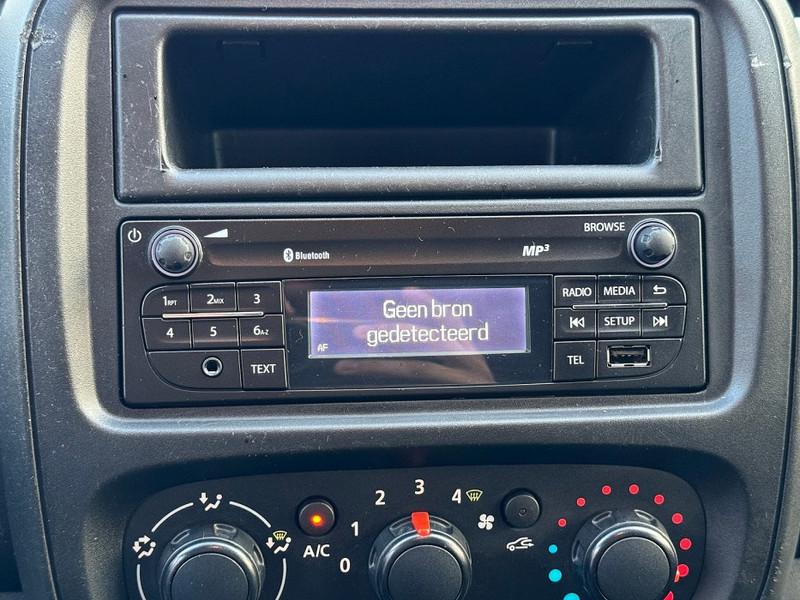 BROWSE
Bluetooth
MP3
1RPT 2MIX 3
RADIO MEDIA
Geen bron
gedetecteerd
AF
4 5 6A-Z
SETUP
TEXT
TEL
0 1 2 3 4
A/C